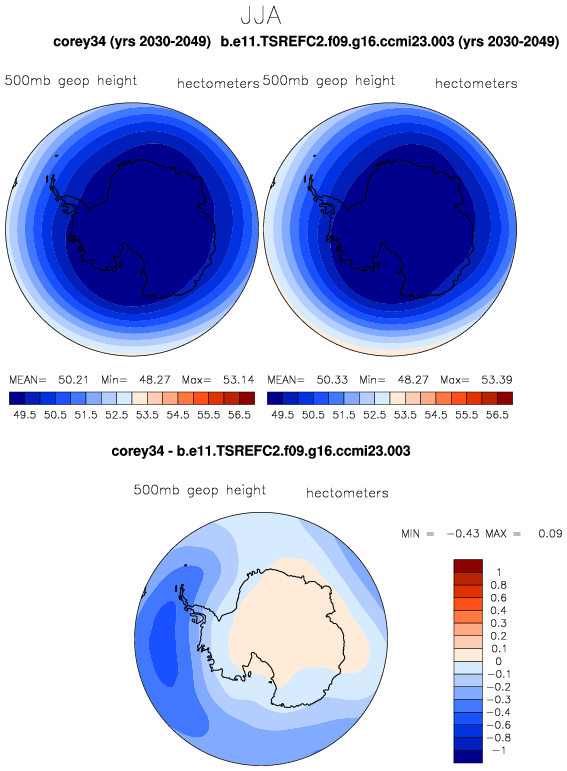 JJA
corey34 (yrs 2030-2049) b.e11.TSREFC2.f09.g16.ccmi23.003 (yrs 2030-2049)
500mb geop height hectometers 500mb geop height hectometers
MEAN= 50.21 Min= 48.27 Max= 53.14 MEAN= 50.33 Min= 48.27 Max= 53.39
49.5 50.5 51.5 52.5 53.5 54.5 55.5 56.5 49.5 50.5 51.5 52.5 53.5 54.5 55.5 56.5
corey34 - b.e11.TSREFC2.f09.g16.ccmi23.003
500mb geop height hectometers
MIN = -0.43 MAX = 0.09
1
0.8
0.6
0.4
0.3
0.2
0.1
0
-0.1
-0.2
-0.3
-0.4
-0.6
-0.8
-1